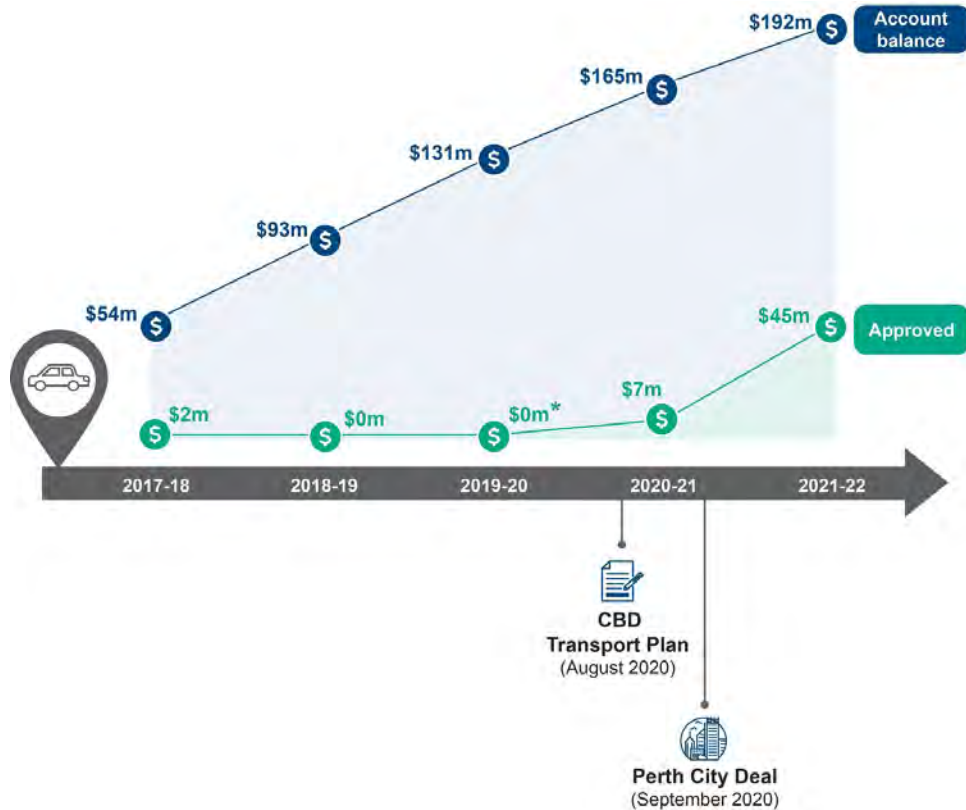 $192m
Account
balance
$165m
$131m
$93m
$54m
$45m
Approved
$2m
$0m
$0m*
$7m
2017-18
2018-19
2019-20
2020-21
2021-22
CBD
Transport Plan
(August 2020)
Perth City Deal
(September 2020)